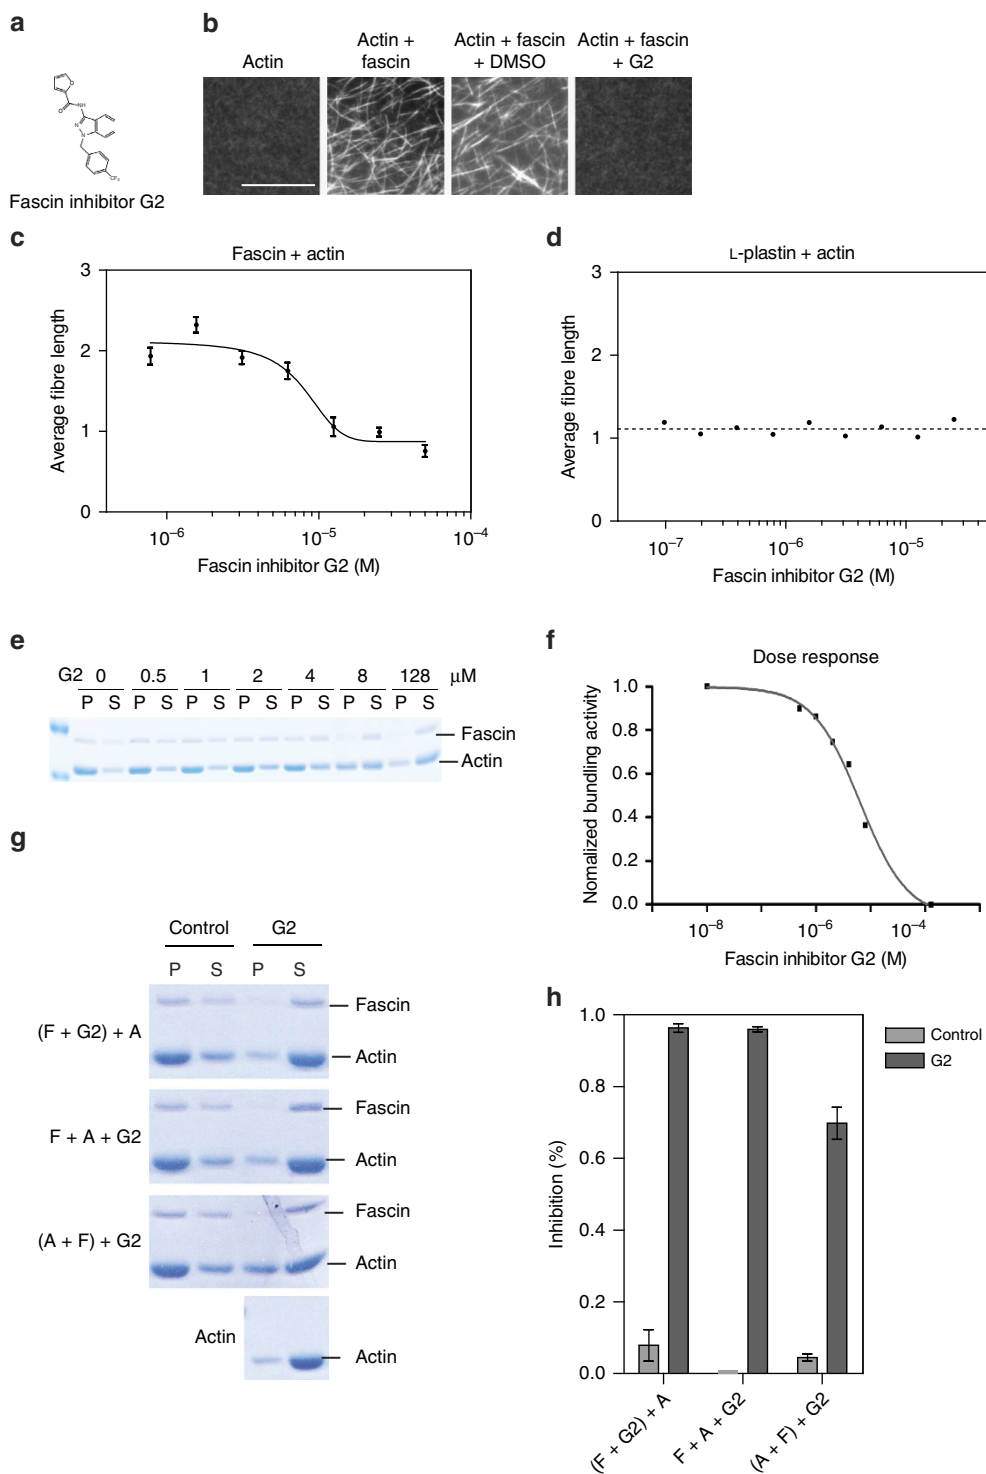 a
O
O
NH
N
N
CF₃
Fascin inhibitor G2
b
Actin
Actin + fascin
Actin + fascin + DMSO
Actin + fascin + G2
c
Fascin + actin
Average fibre length
3
2
1
0
10⁻⁶
10⁻⁵
10⁻⁴
Fascin inhibitor G2 (M)
d
L-plastin + actin
Average fibre length
3
2
1
0
10⁻⁷
10⁻⁶
10⁻⁵
Fascin inhibitor G2 (M)
e
G2 0 0.5 1 2 4 8 128 μM
P S P S P S P S P S P S P S
Fascin
Actin
f
Dose response
Nomalized bundling activity
1.0
0.8
0.6
0.4
0.2
0.0
10⁻⁸
10⁻⁶
10⁻⁴
Fascin inhibitor G2 (M)
g
Control G2
P S P S
(F + G2) + A
Fascin
Actin
F + A + G2
Fascin
Actin
(A + F) + G2
Fascin
Actin
Actin
Actin
h
Inhibition (%)
1.0
0.8
0.6
0.4
0.2
0.0
(F + G2) + A
F + A + G2
(A + F) + G2
Control
G2